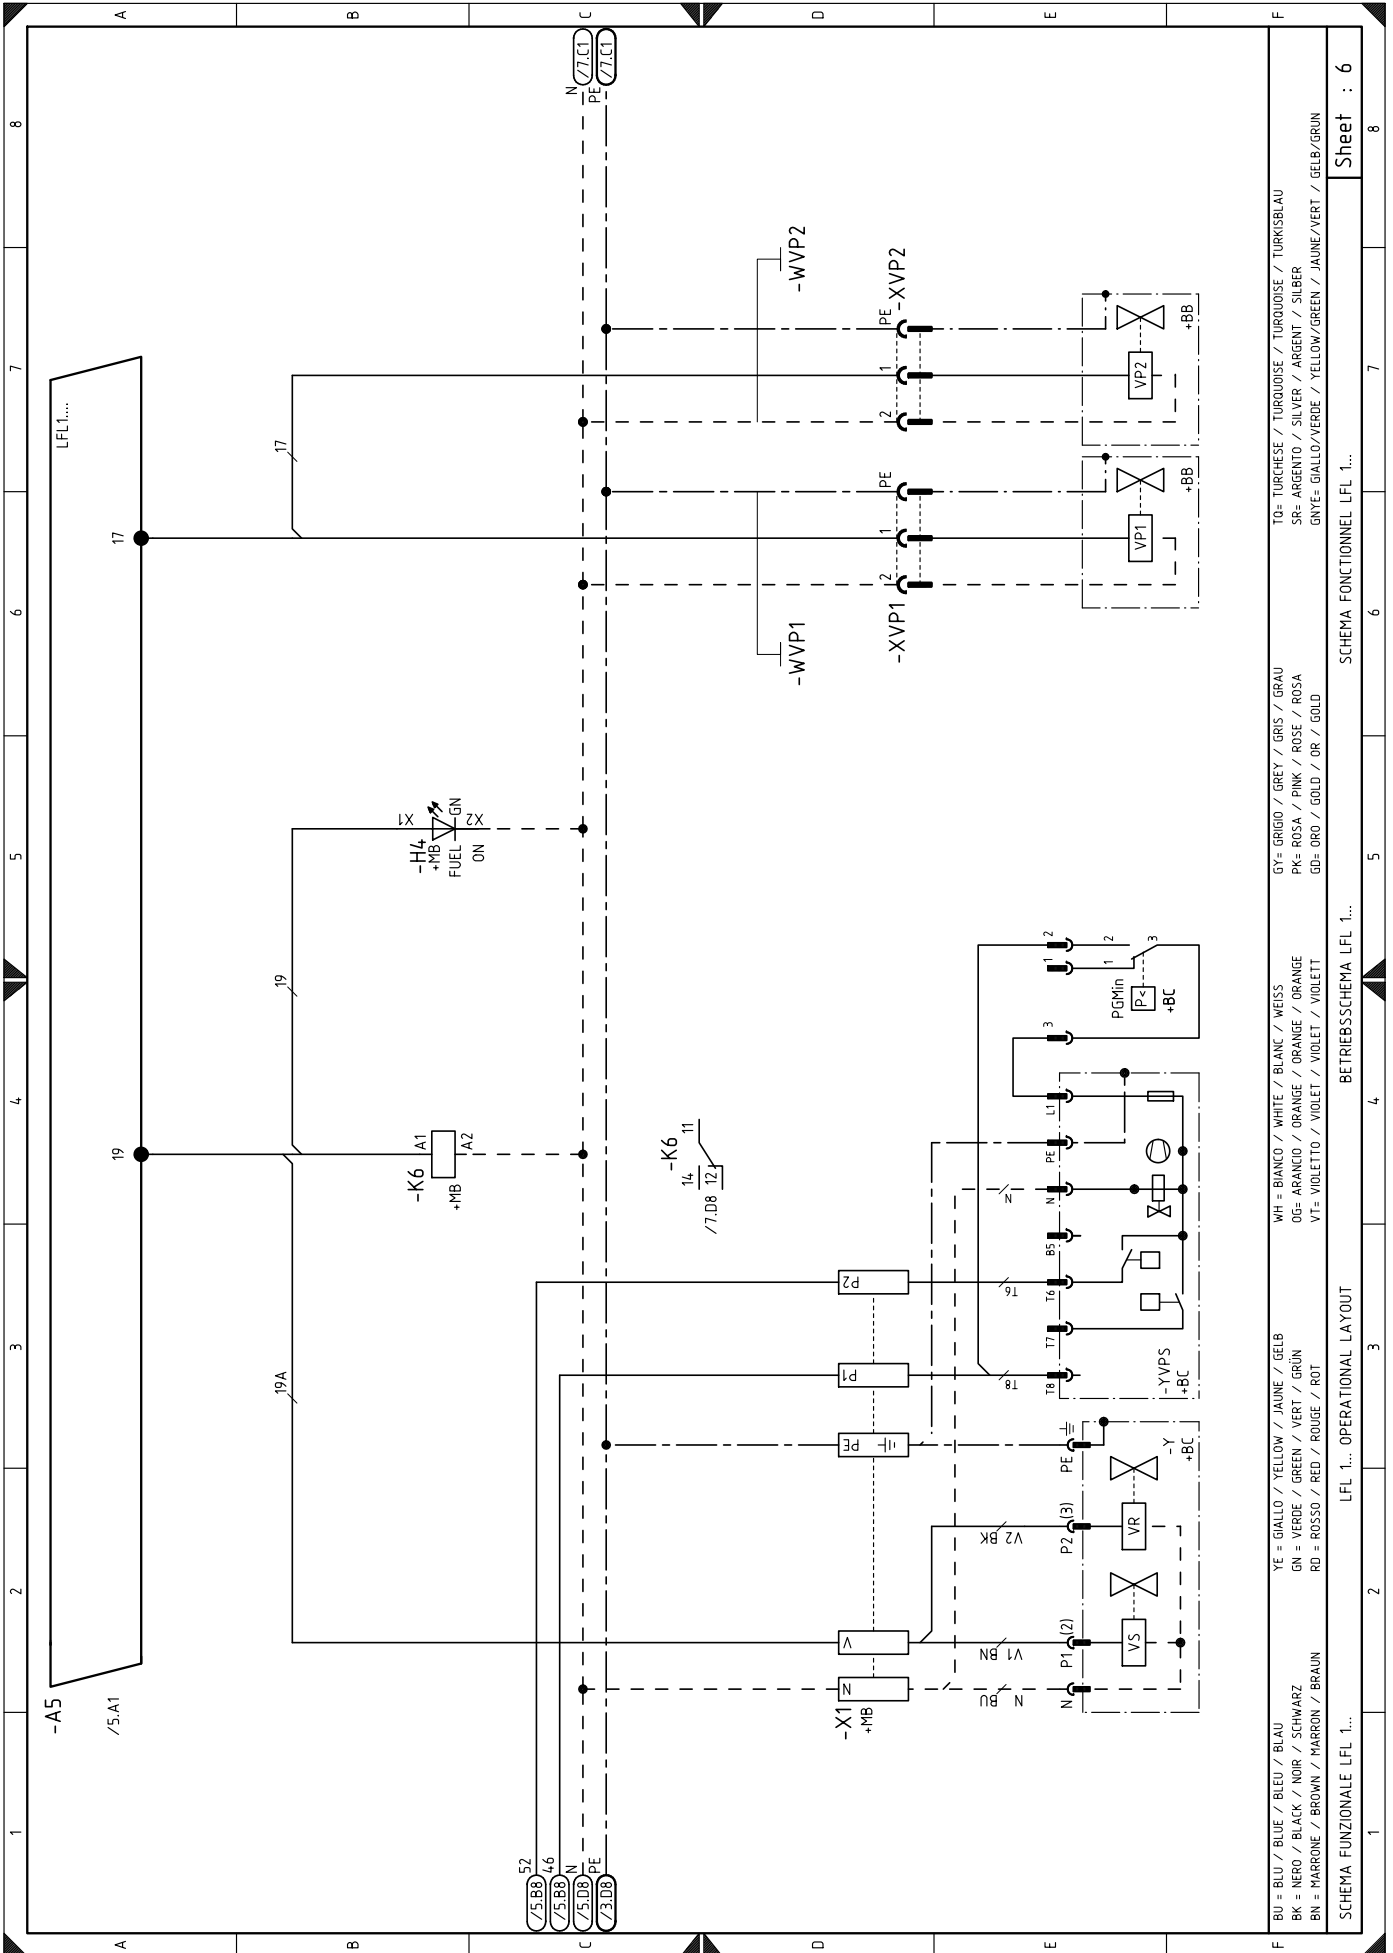 1 2 3 4 5 6 7 8
A
B
C
D
E
F
-A5
/5.A1
LFL1....
19
17
19A
19
17
-K6
+MB
A1
A2
-H4
+MB
FUEL
ON
X1
X2
GN
52
/5.B8
46
/5.B8
N
/5.D8
PE
/3.D8
N
/7.C1
PE
/7.C1
-K6
14
12
11
/7.D8
-WVP1
-WVP2
-X1
+MB
N
V
PE
P1
P2
-XVP1
2
1
PE
-XVP2
2
1
PE
N BU
V1 BN
V2 BK
T8
T6
N
N
P1(2)
P2(3)
PE
T8
T7
T6
B5
N
PE
L1
3
1
2
VS
VR
-Y
+BC
-YVPS
+BC
PGMin
P<
+BC
1
2
3
VP1
+BB
VP2
+BB
BU = BLU / BLUE / BLEU / BLAU
BK = NERO / BLACK / NOIR / SCHWARZ
BN = MARRONE / BROWN / MARRON / BRAUN
YE = GIALLO / YELLOW / JAUNE / GELB
GN = VERDE / GREEN / VERT / GRÜN
RD = ROSSO / RED / ROUGE / ROT
WH = BIANCO / WHITE / BLANC / WEISS
OG= ARANCIO / ORANGE / ORANGE / ORANGE
VT= VIOLETTO / VIOLET / VIOLET / VIOLETT
GY= GRIGIO / GREY / GRIS / GRAU
PK= ROSA / PINK / ROSE / ROSA
GD= ORO / GOLD / OR / GOLD
TQ= TURCHESE / TURQUOISE / TURQUOISE / TURKISBLAU
SR= ARGENTO / SILVER / ARGENT / SILBER
GNYE= GIALLO/VERDE / YELLOW/GREEN / JAUNE/VERT / GELB/GRUN
SCHEMA FUNZIONALE LFL 1...
LFL 1... OPERATIONAL LAYOUT
BETRIEBSSCHEMA LFL 1...
SCHEMA FONCTIONNEL LFL 1...
Sheet : 6
1 2 3 4 5 6 7 8
A
B
C
D
E
F